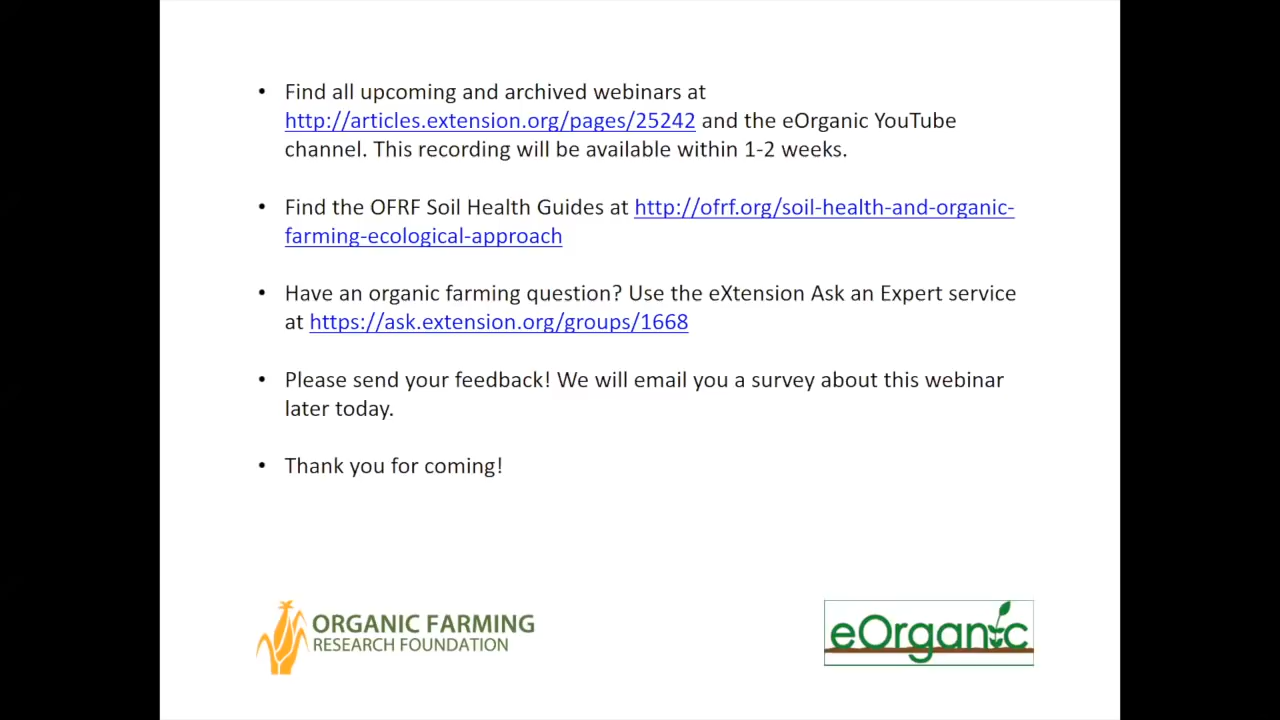 • Find all upcoming and archived webinars at
http://articles.extension.org/pages/25242 and the eOrganic YouTube
channel. This recording will be available within 1-2 weeks.
• Find the OFRF Soil Health Guides at http://ofrf.org/soil-health-and-organic-
farming-ecological-approach
• Have an organic farming question? Use the eXtension Ask an Expert service
at https://ask.extension.org/groups/1668
• Please send your feedback! We will email you a survey about this webinar
later today.
• Thank you for coming!
ORGANIC FARMING
RESEARCH FOUNDATION
eOrganic